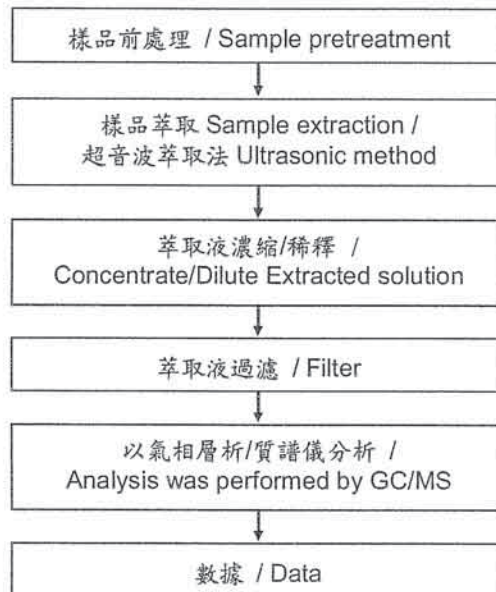 樣品前處理 / Sample pretreatment
樣品萃取 Sample extraction /
超音波萃取法 Ultrasonic method
萃取液濃縮/稀釋 /
Concentrate/Dilute Extracted solution
萃取液過濾 / Filter
以氣相層析/質譜儀分析 /
Analysis was performed by GC/MS
數據 / Data